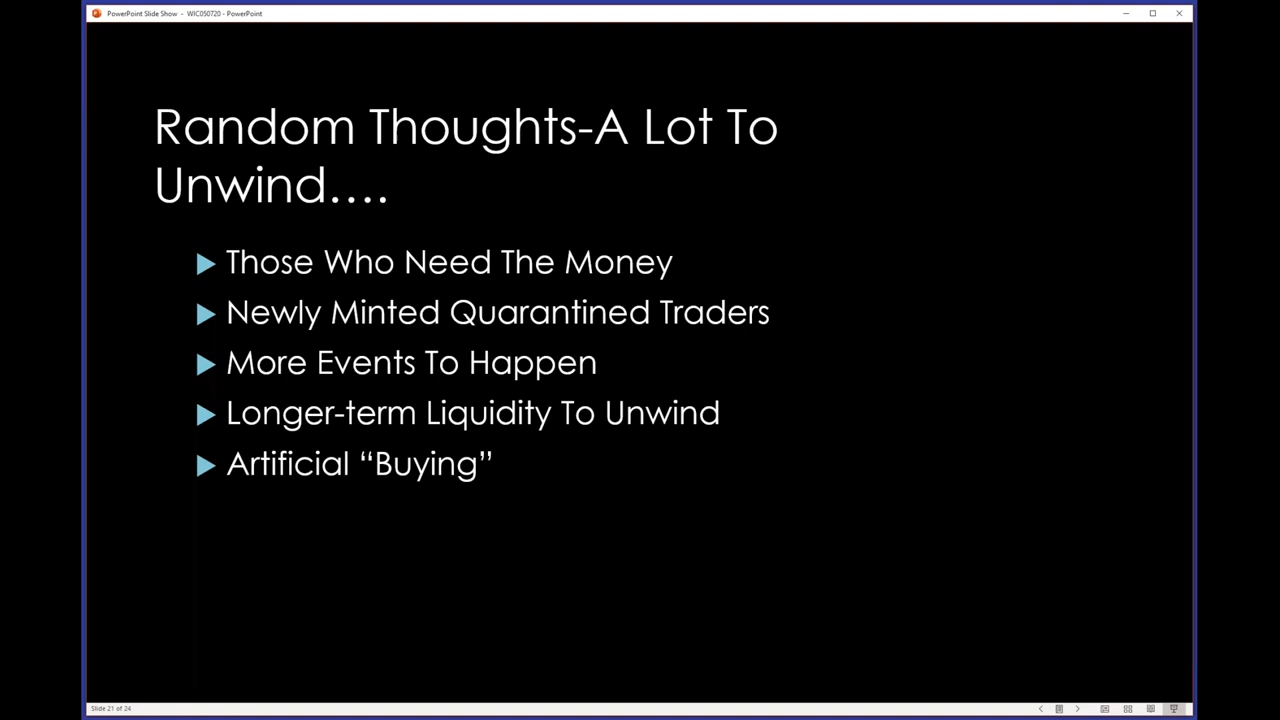 PowerPoint Slide Show - WIC050720 - PowerPoint
Random Thoughts-A Lot To
Unwind....
Those Who Need The Money
Newly Minted Quarantined Traders
More Events To Happen
Longer-term Liquidity To Unwind
Artificial “Buying”
Slide 21 of 24